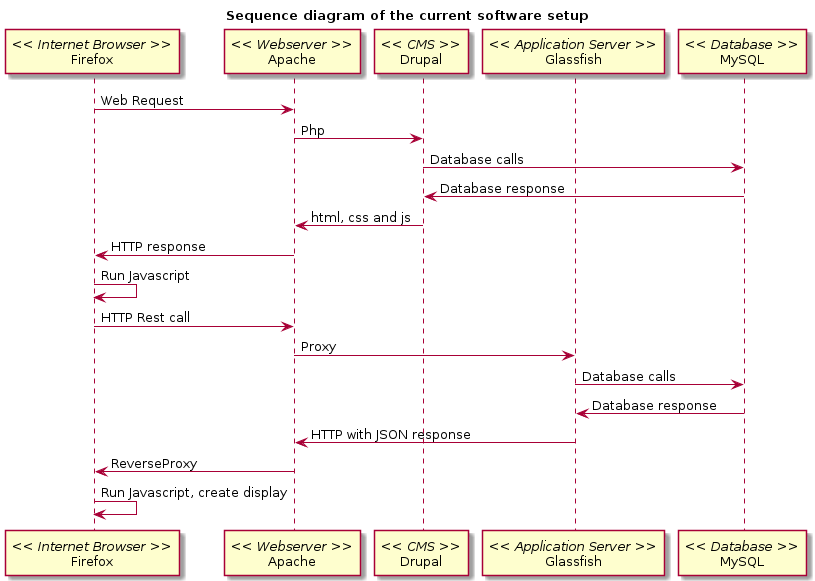 Sequence diagram of the current software setup
<< Internet Browser >> << Webserver >> << CMS >> << Application Server >> << Database >>
Firefox Apache Drupal Glassfish MySQL
Web Request
Php
Database calls
Database response
html, css and js
HTTP response
Run Javascript
HTTP Rest call
Proxy
Database calls
Database response
HTTP with JSON response
ReverseProxy
Run Javascript, create display
<< Internet Browser >> << Webserver >> << CMS >> << Application Server >> << Database >>
Firefox Apache Drupal Glassfish MySQL